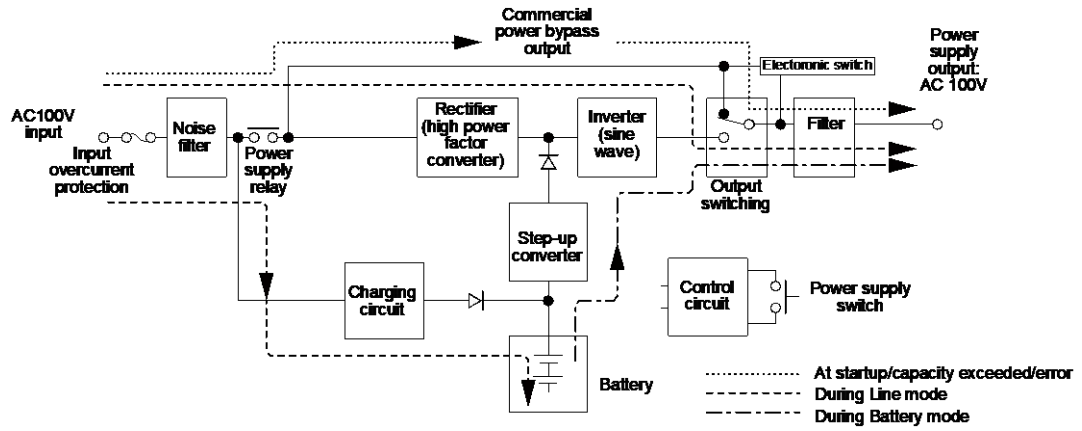 Commercial
power bypass
output
Power
supply
output:
AC 100V
Electoronic switch
AC100V
input
Noise
filter
Rectifier
(high power
factor
converter)
Inverter
(sine
wave)
Filter
Input
overcurrent
protection
Power
supply
relay
Output
switching
Step-up
converter
Charging
circuit
Control
circuit
Power supply
switch
Battery
At startup/capacity exceeded/error
During Line mode
During Battery mode